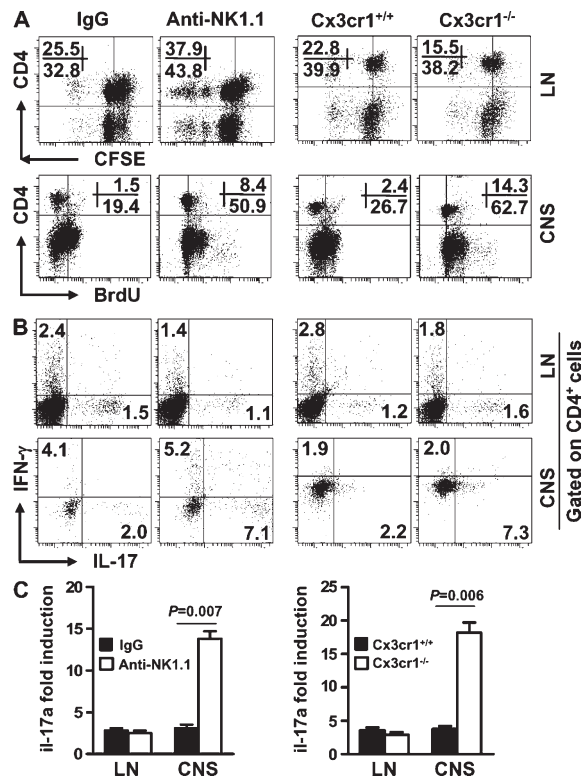 A
IgG
Anti-NK1.1
Cx3cr1+/+
Cx3cr1-/-
CD4
25.5
32.8
37.9
43.8
22.8
39.9
15.5
38.2
LN
CFSE
CD4
1.5
19.4
8.4
50.9
2.4
26.7
14.3
62.7
CNS
BrdU
B
2.4
1.5
1.4
1.1
2.8
1.2
1.8
1.6
LN
IFN-γ
4.1
2.0
5.2
7.1
1.9
2.2
2.0
7.3
CNS
Gated on CD4+ cells
IL-17
C
il-17a fold induction
20
15
10
5
0
P=0.007
IgG
Anti-NK1.1
LN
CNS
il-17a fold induction
25
20
15
10
5
0
P=0.006
Cx3cr1+/+
Cx3cr1-/-
LN
CNS